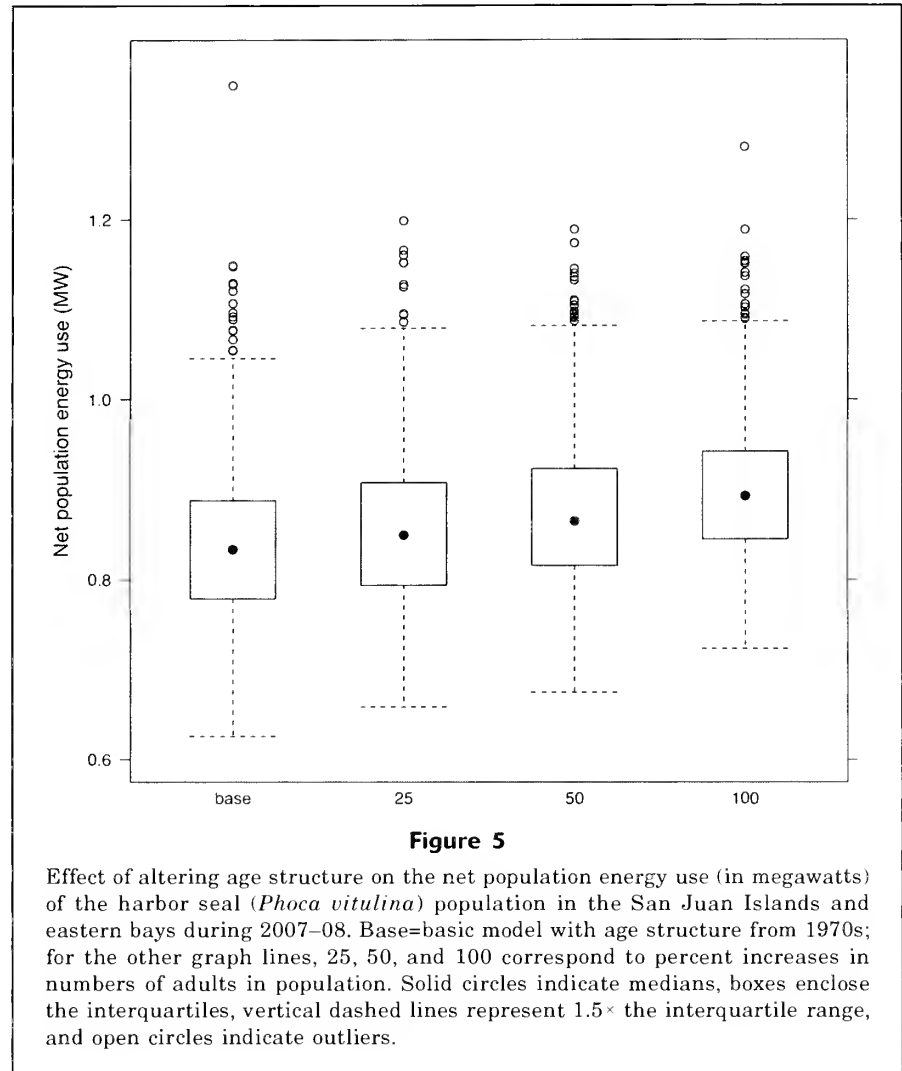 Net population energy use (MW)
1.2
1.0
0.8
0.6
base 25 50 100
Figure 5
Effect of altering age structure on the net population energy use (in megawatts)
of the harbor seal (Phoca vitulina) population in the San Juan Islands and
eastern bays during 2007–08. Base=basic model with age structure from 1970s;
for the other graph lines, 25, 50, and 100 correspond to percent increases in
numbers of adults in population. Solid circles indicate medians, boxes enclose
the interquartiles, vertical dashed lines represent 1.5× the interquartile range,
and open circles indicate outliers.